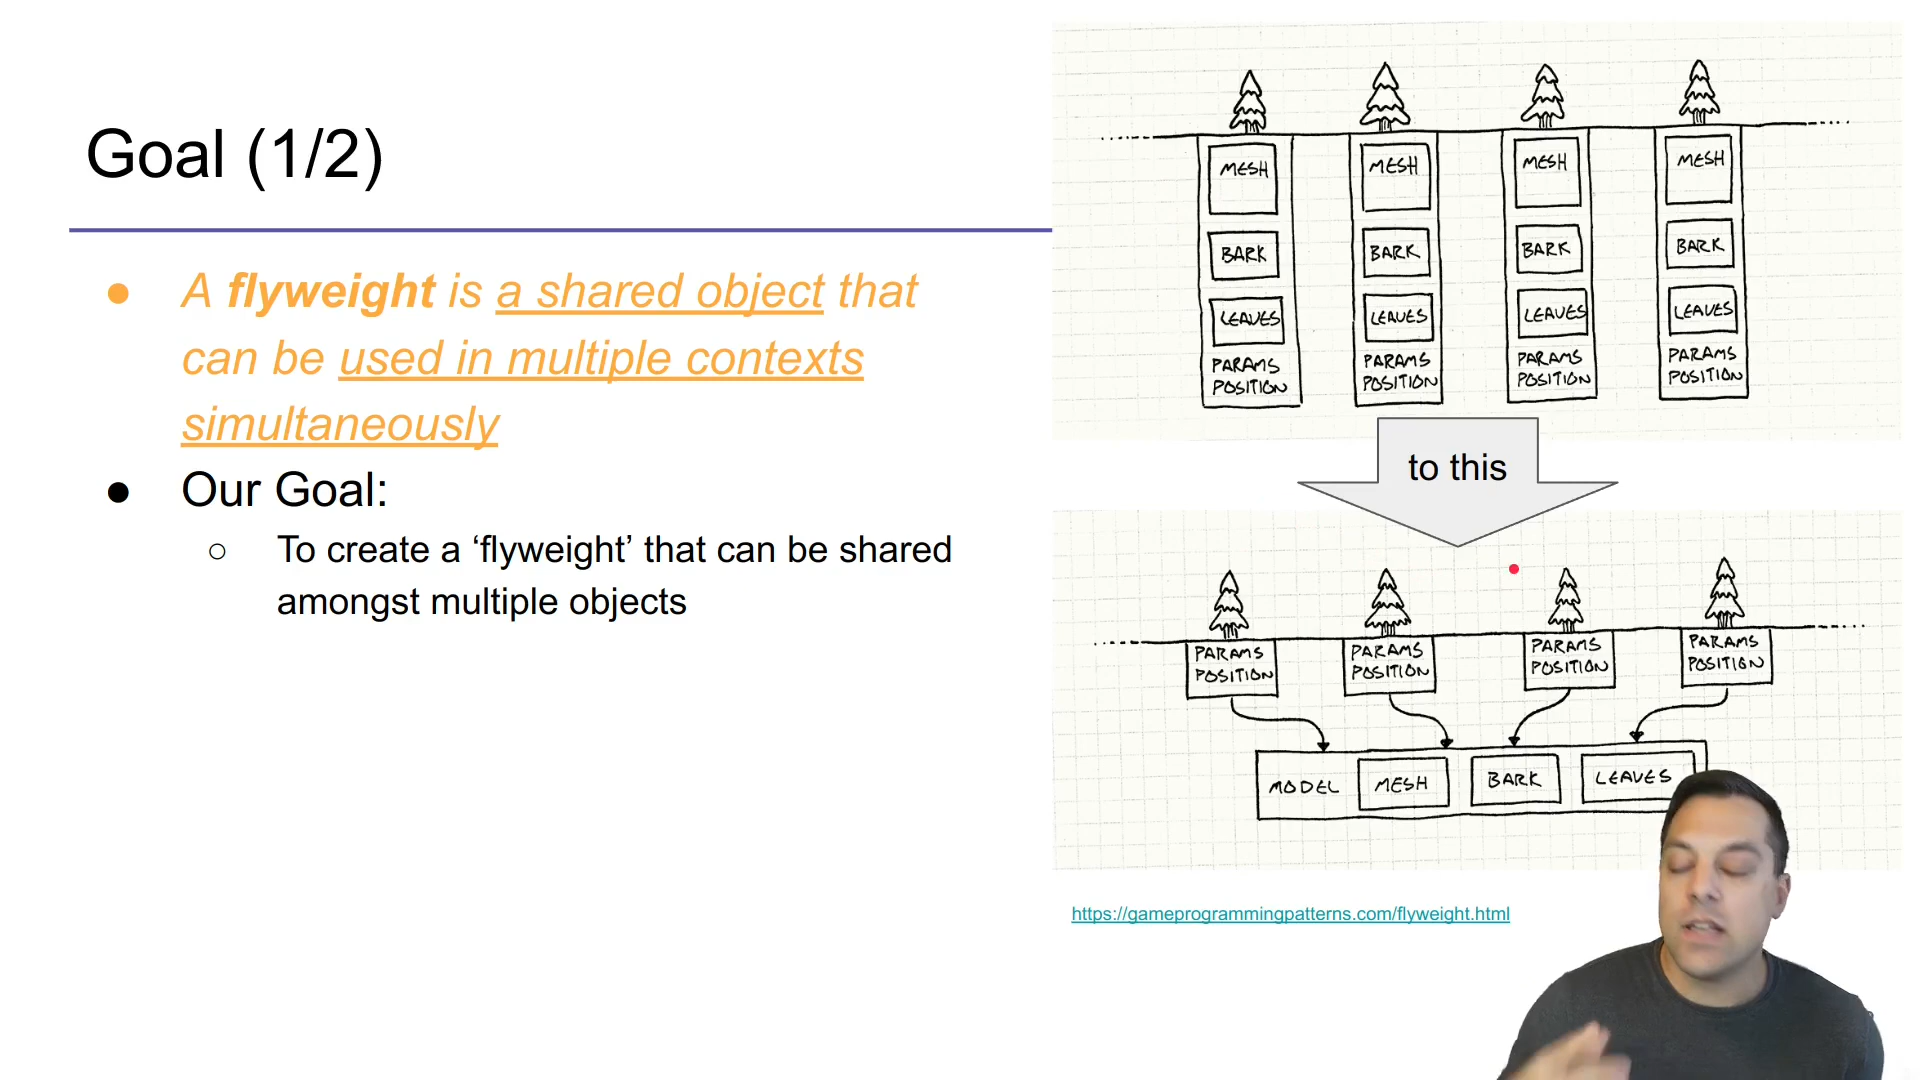 Goal (1/2)
● A flyweight is a shared object that
can be used in multiple contexts
simultaneously
● Our Goal:
○ To create a ‘flyweight’ that can be shared
amongst multiple objects
MESH MESH MESH MESH
BARK BARK BARK BARK
LEAVES LEAVES LEAVES LEAVES
PARAMS PARAMS PARAMS PARAMS
POSITION POSITION POSITION POSITION
to this
PARAMS PARAMS PARAMS PARAMS
POSITION POSITION POSITION POSITION
MODEL MESH BARK LEAVES
https://gameprogrammingpatterns.com/flyweight.html